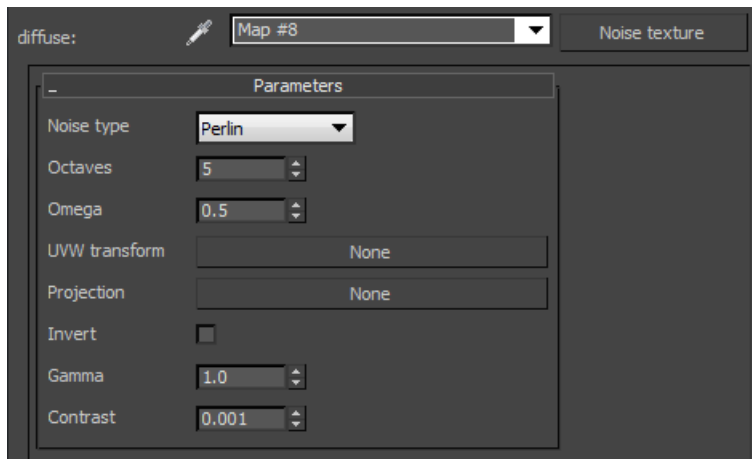 diffuse: Map #8 Noise texture
Parameters
Noise type Perlin
Octaves 5
Omega 0.5
UVW transform None
Projection None
Invert
Gamma 1.0
Contrast 0.001